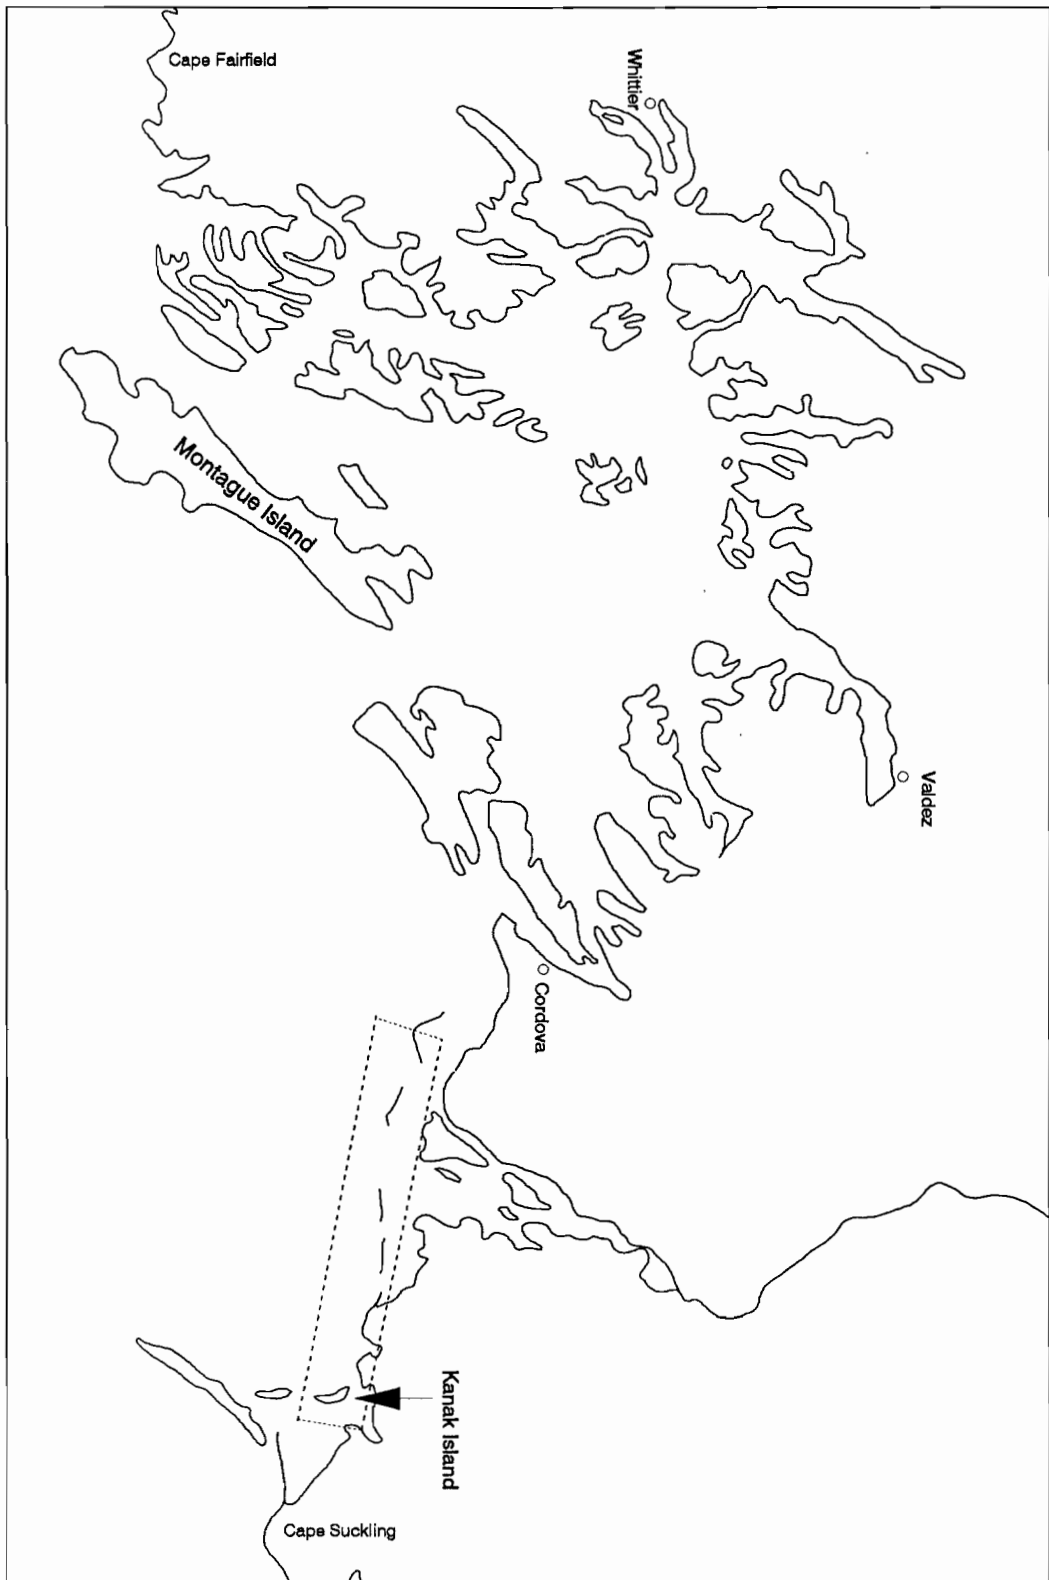 Cape Fairfield
Whittier
Montague Island
Valdez
Cordova
Kanak Island
Cape Suckling